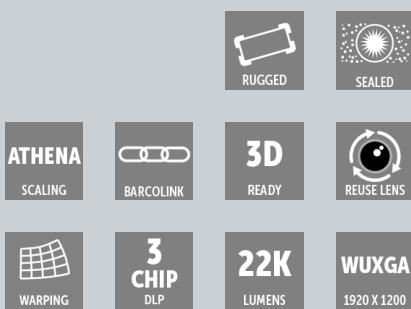 RUGGED
SEALED
ATHENA
SCALING
BARCOLINK
3D
READY
REUSE LENS
WARPING
3
CHIP
DLP
22K
LUMENS
WUXGA
1920 X 1200